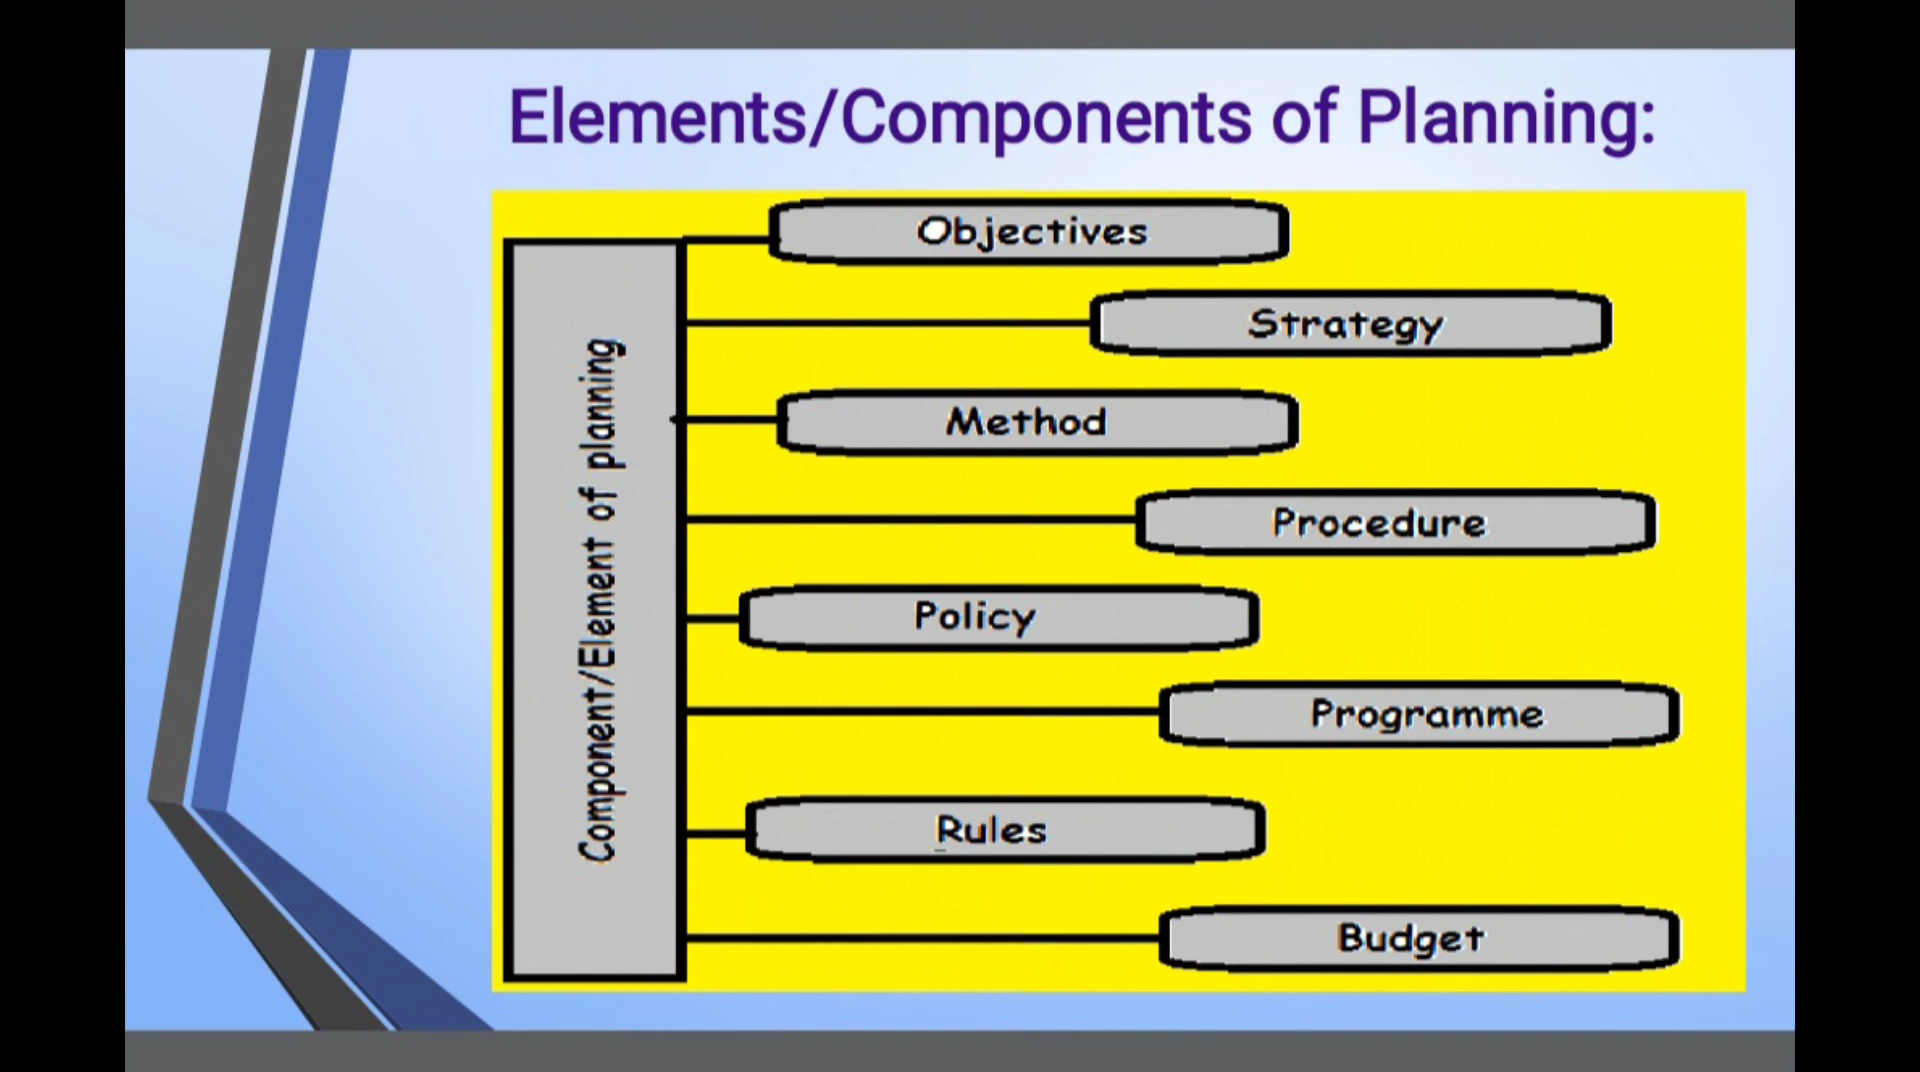 Elements/Components of Planning:
Component/Element of planning
Objectives
Strategy
Method
Procedure
Policy
Programme
Rules
Budget